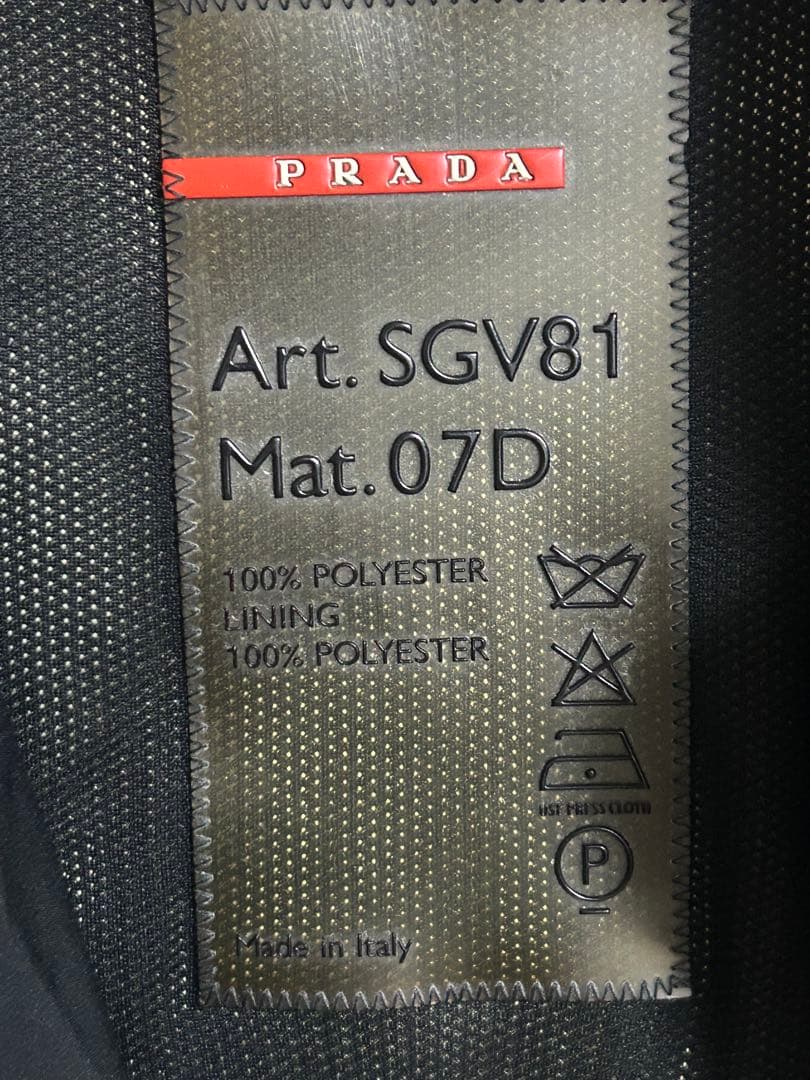 PRADA
Art. SGV81
Mat. 07D
100% POLYESTER
LINING
100% POLYESTER
USE PRESS CLOTH
P
Made in Italy